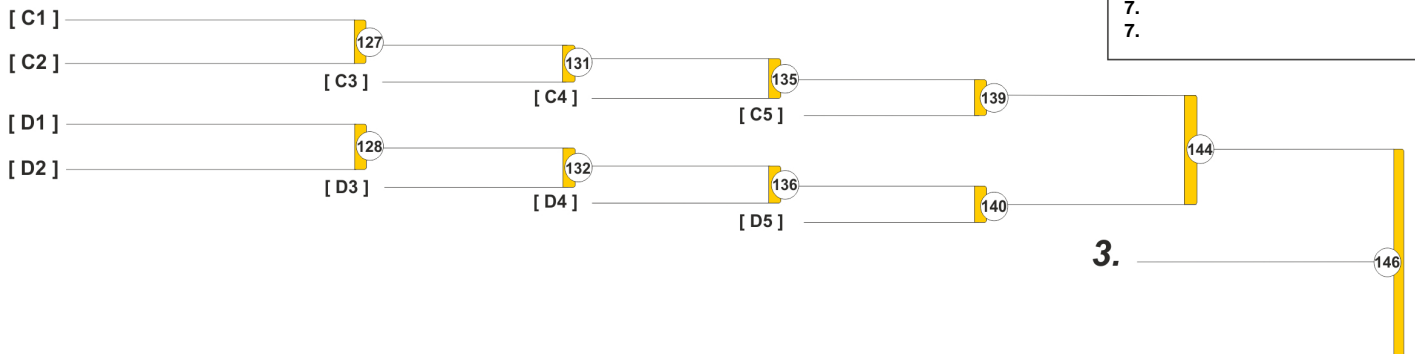 7.
7.
[ C1 ]
127
[ C2 ]
131
[ C3 ]
135
[ C4 ]
139
[ C5 ]
[ D1 ]
128
144
[ D2 ]
132
[ D3 ]
136
[ D4 ]
140
[ D5 ]
3.
146